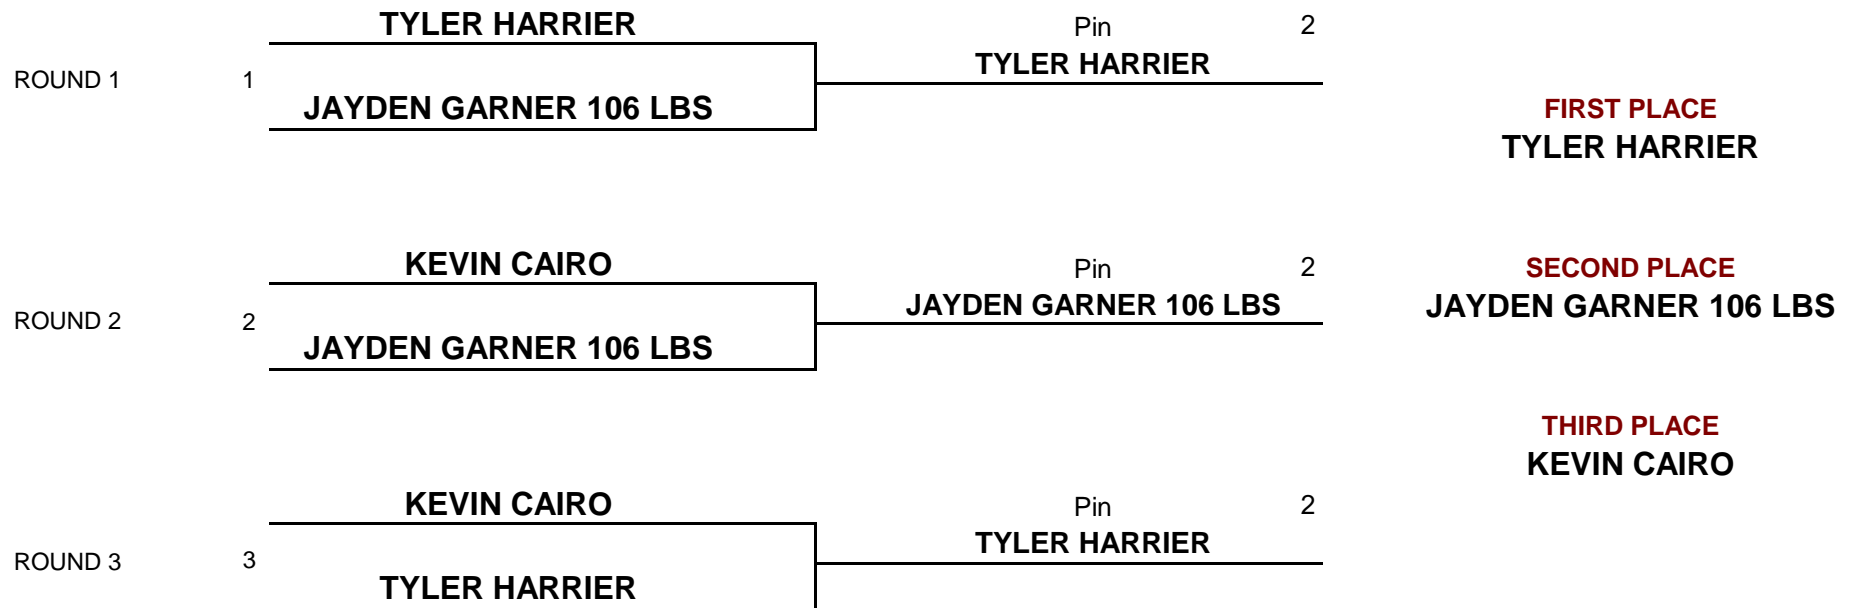 TYLER HARRIER
Pin 2
TYLER HARRIER
ROUND 1 1
JAYDEN GARNER 106 LBS
FIRST PLACE
TYLER HARRIER
KEVIN CAIRO
Pin 2
SECOND PLACE
JAYDEN GARNER 106 LBS
JAYDEN GARNER 106 LBS
ROUND 2 2
JAYDEN GARNER 106 LBS
THIRD PLACE
KEVIN CAIRO
KEVIN CAIRO
Pin 2
TYLER HARRIER
ROUND 3 3
TYLER HARRIER